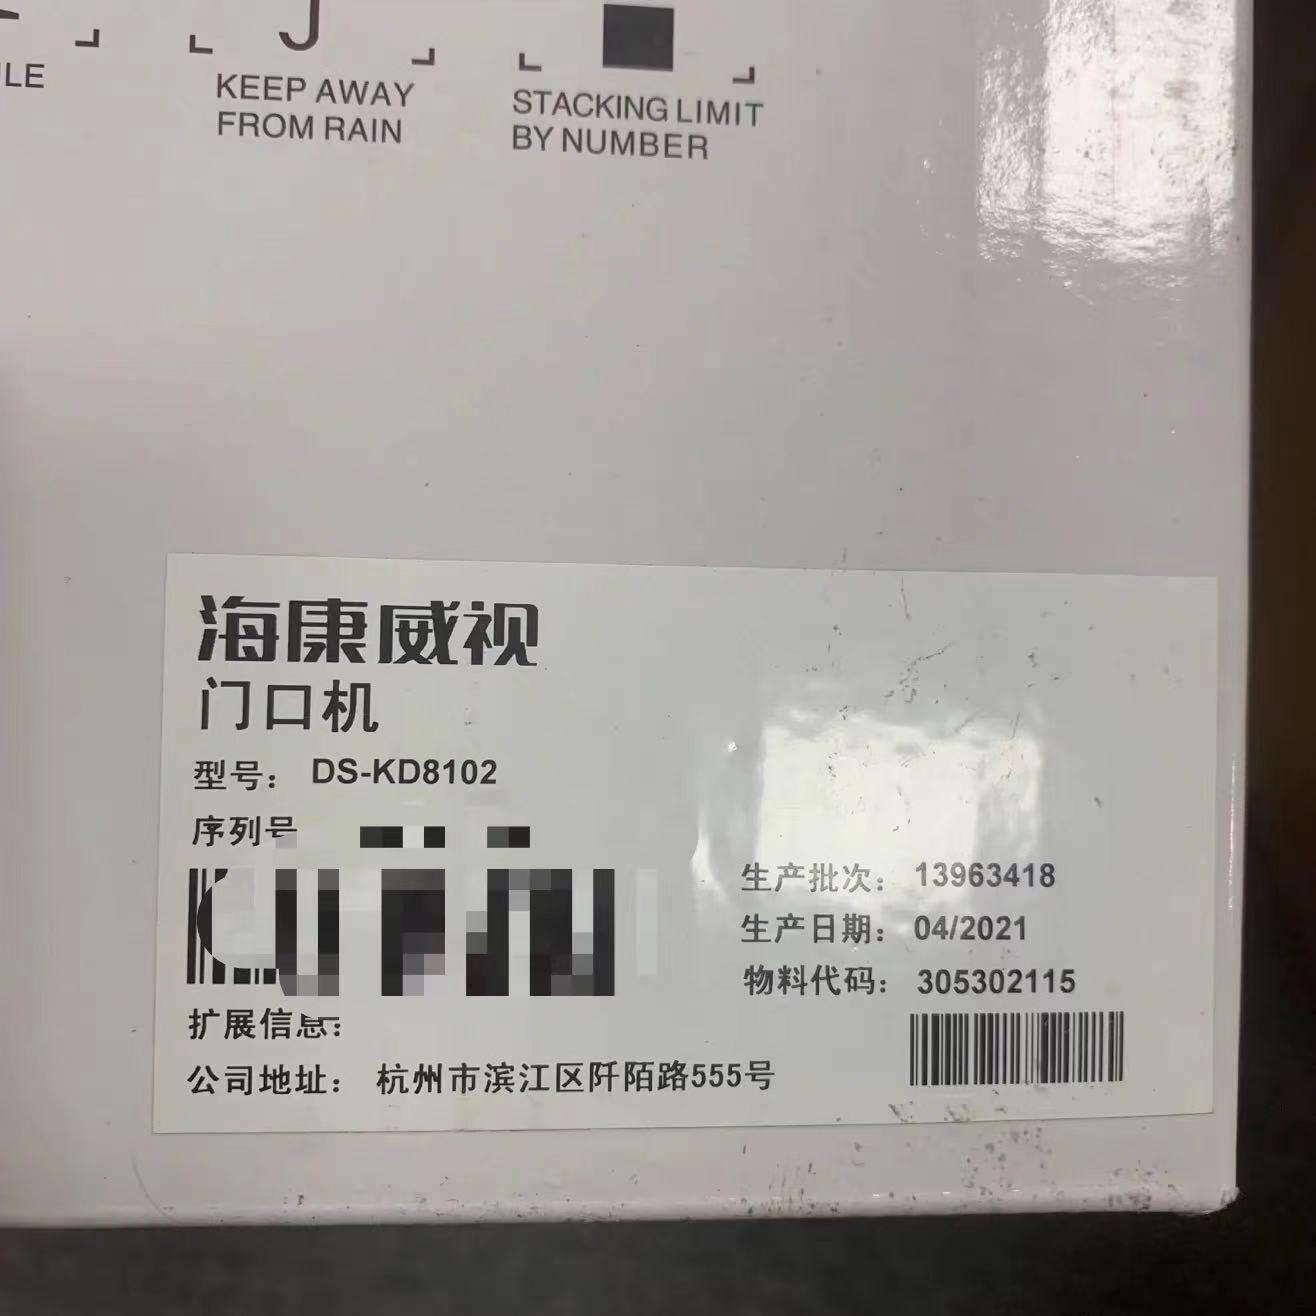 KEEP AWAY
FROM RAIN
STACKING LIMIT
BY NUMBER
海康威视
门口机
型号： DS-KD8102
序列号
生产批次： 13963418
生产日期： 04/2021
物料代码： 305302115
扩展信息：
公司地址： 杭州市滨江区阡陌路555号